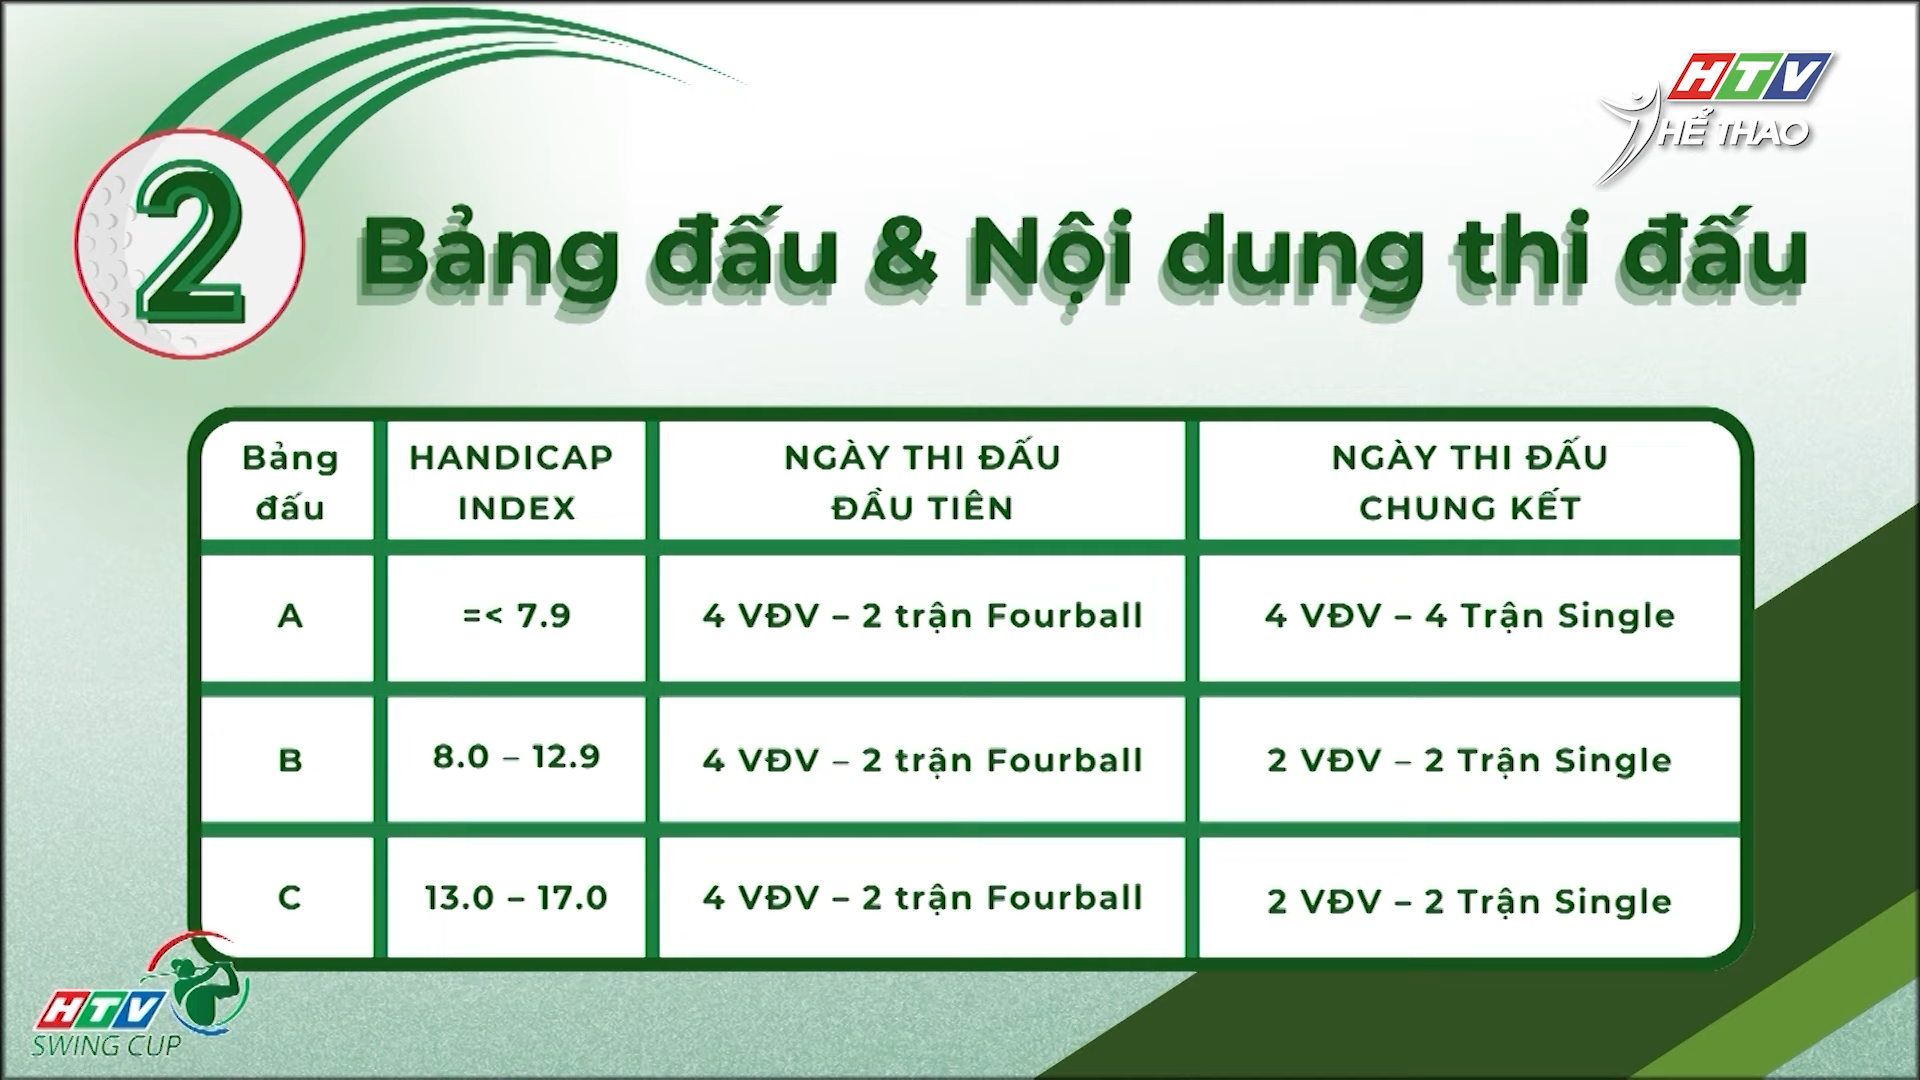 HTV
THỂ THAO
2
Bảng đấu & Nội dung thi đấu
Bảng đấu
HANDICAP INDEX
NGÀY THI ĐẤU ĐẦU TIÊN
NGÀY THI ĐẤU CHUNG KẾT
A
=< 7.9
4 VĐV – 2 trận Fourball
4 VĐV – 4 Trận Single
B
8.0 – 12.9
4 VĐV – 2 trận Fourball
2 VĐV – 2 Trận Single
C
13.0 – 17.0
4 VĐV – 2 trận Fourball
2 VĐV – 2 Trận Single
HTV
SWING CUP